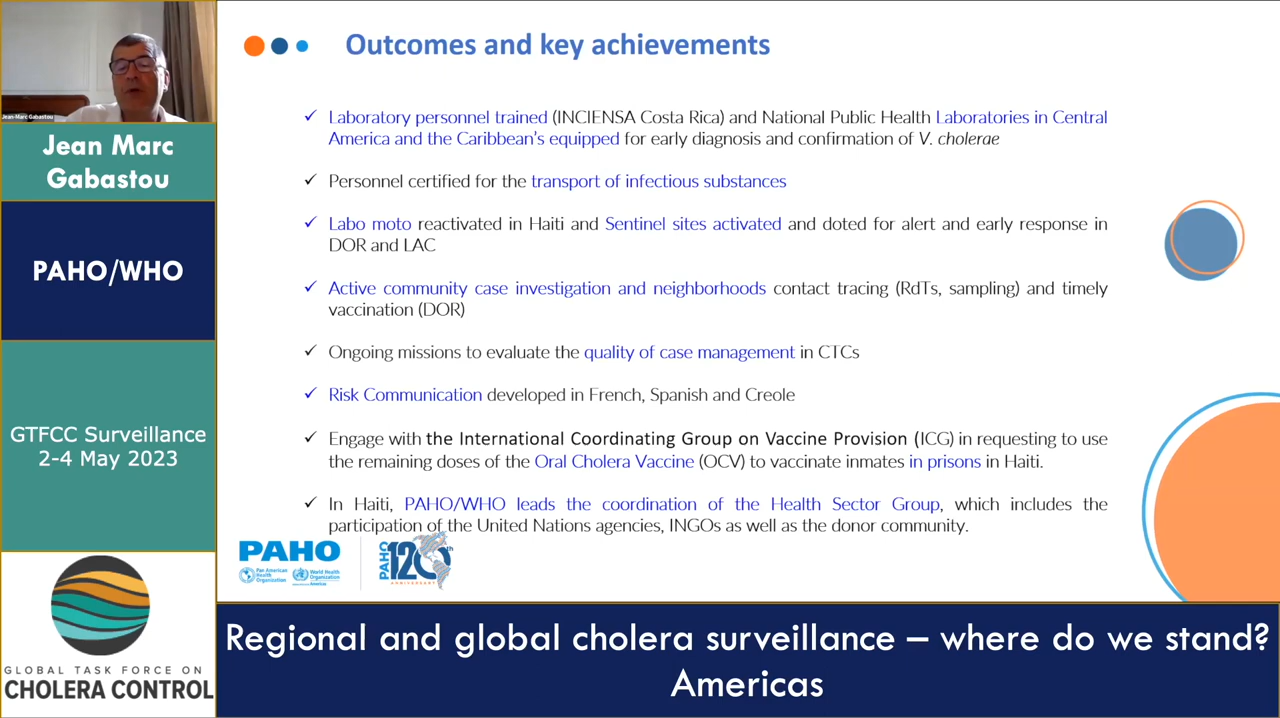 Jean-Marc Gabastou
Jean Marc
Gabastou
PAHO/WHO
GTFCC Surveillance
2-4 May 2023
GLOBAL TASK FORCE ON
CHOLERA CONTROL
Outcomes and key achievements
✓ Laboratory personnel trained (INCIENSA Costa Rica) and National Public Health Laboratories in Central
America and the Caribbean's equipped for early diagnosis and confirmation of V. cholerae
✓ Personnel certified for the transport of infectious substances
✓ Labo moto reactivated in Haiti and Sentinel sites activated and doted for alert and early response in
DOR and LAC
✓ Active community case investigation and neighborhoods contact tracing (RdTs, sampling) and timely
vaccination (DOR)
✓ Ongoing missions to evaluate the quality of case management in CTCs
✓ Risk Communication developed in French, Spanish and Creole
✓ Engage with the International Coordinating Group on Vaccine Provision (ICG) in requesting to use
the remaining doses of the Oral Cholera Vaccine (OCV) to vaccinate inmates in prisons in Haiti.
✓ In Haiti, PAHO/WHO leads the coordination of the Health Sector Group, which includes the
participation of the United Nations agencies, INGOs as well as the donor community.
PAHO
Pan American
Health
Organization
World Health
Organization
Americas
PAHO
120th
ANNIVERSARY
Regional and global cholera surveillance – where do we stand?
Americas